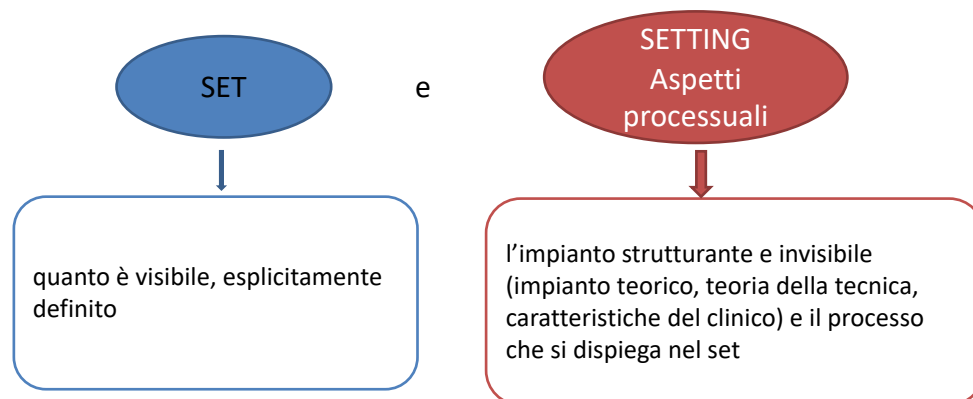 SET
e
SETTING
Aspetti
processuali
quanto è visibile, esplicitamente
definito
l’impianto strutturante e invisibile
(impianto teorico, teoria della tecnica,
caratteristiche del clinico) e il processo
che si dispiega nel set